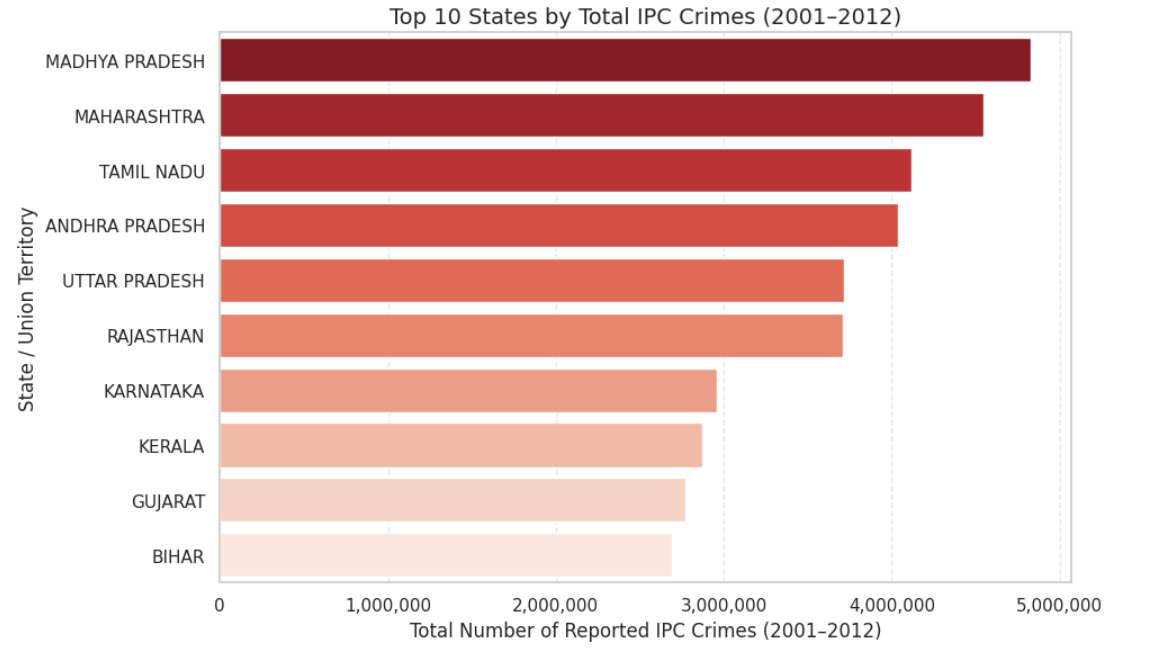 Top 10 States by Total IPC Crimes (2001–2012)
State / Union Territory
MADHYA PRADESH
MAHARASHTRA
TAMIL NADU
ANDHRA PRADESH
UTTAR PRADESH
RAJASTHAN
KARNATAKA
KERALA
GUJARAT
BIHAR
0 1,000,000 2,000,000 3,000,000 4,000,000 5,000,000
Total Number of Reported IPC Crimes (2001–2012)